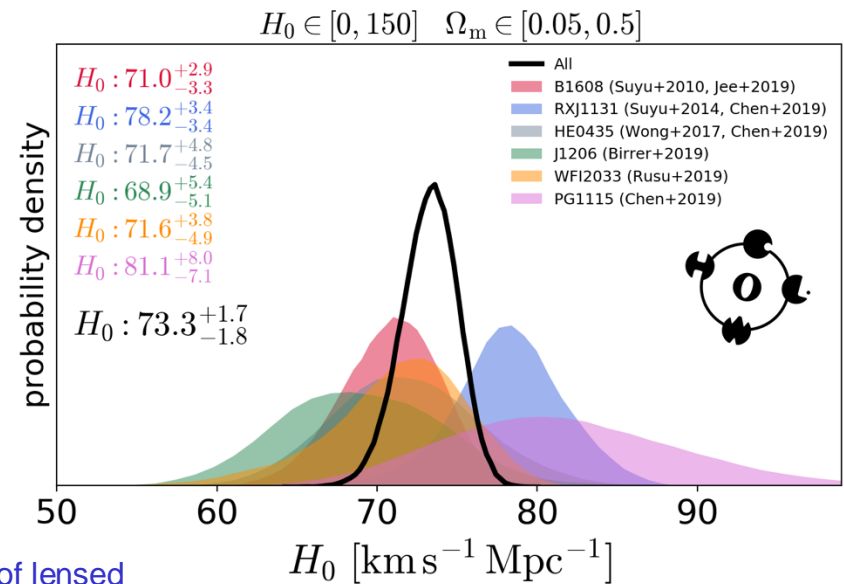 H₀ ∈ [0, 150]   Ωₘ ∈ [0.05, 0.5]
H₀ : 71.0 +2.9 −3.3
H₀ : 78.2 +3.4 −3.4
H₀ : 71.7 +4.8 −4.5
H₀ : 68.9 +5.4 −5.1
H₀ : 71.6 +3.8 −4.9
H₀ : 81.1 +8.0 −7.1
H₀ : 73.3 +1.7 −1.8
All
B1608 (Suyu+2010, Jee+2019)
RXJ1131 (Suyu+2014, Chen+2019)
HE0435 (Wong+2017, Chen+2019)
J1206 (Birrer+2019)
WFI2033 (Rusu+2019)
PG1115 (Chen+2019)
probability density
50 60 70 80 90
H₀ [km s⁻¹ Mpc⁻¹]
of lensed